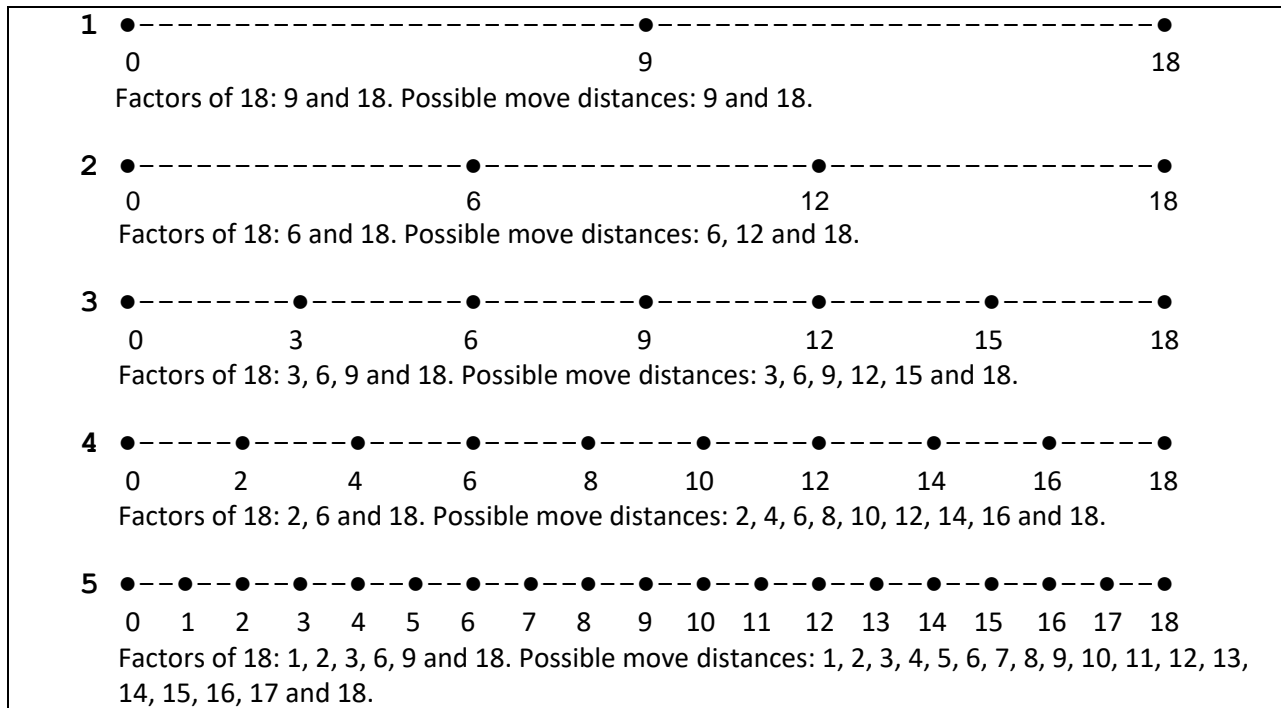 1 ●--------------------------●--------------------------●
0 9 18
Factors of 18: 9 and 18. Possible move distances: 9 and 18.
2 ●-----------------●-----------------●-----------------●
0 6 12 18
Factors of 18: 6 and 18. Possible move distances: 6, 12 and 18.
3 ●--------●--------●--------●--------●--------●--------●
0 3 6 9 12 15 18
Factors of 18: 3, 6, 9 and 18. Possible move distances: 3, 6, 9, 12, 15 and 18.
4 ●-----●-----●-----●-----●-----●-----●-----●-----●-----●
0 2 4 6 8 10 12 14 16 18
Factors of 18: 2, 6 and 18. Possible move distances: 2, 4, 6, 8, 10, 12, 14, 16 and 18.
5 ●--●--●--●--●--●--●--●--●--●--●--●--●--●--●--●--●--●--●
0 1 2 3 4 5 6 7 8 9 10 11 12 13 14 15 16 17 18
Factors of 18: 1, 2, 3, 6, 9 and 18. Possible move distances: 1, 2, 3, 4, 5, 6, 7, 8, 9, 10, 11, 12, 13,
14, 15, 16, 17 and 18.